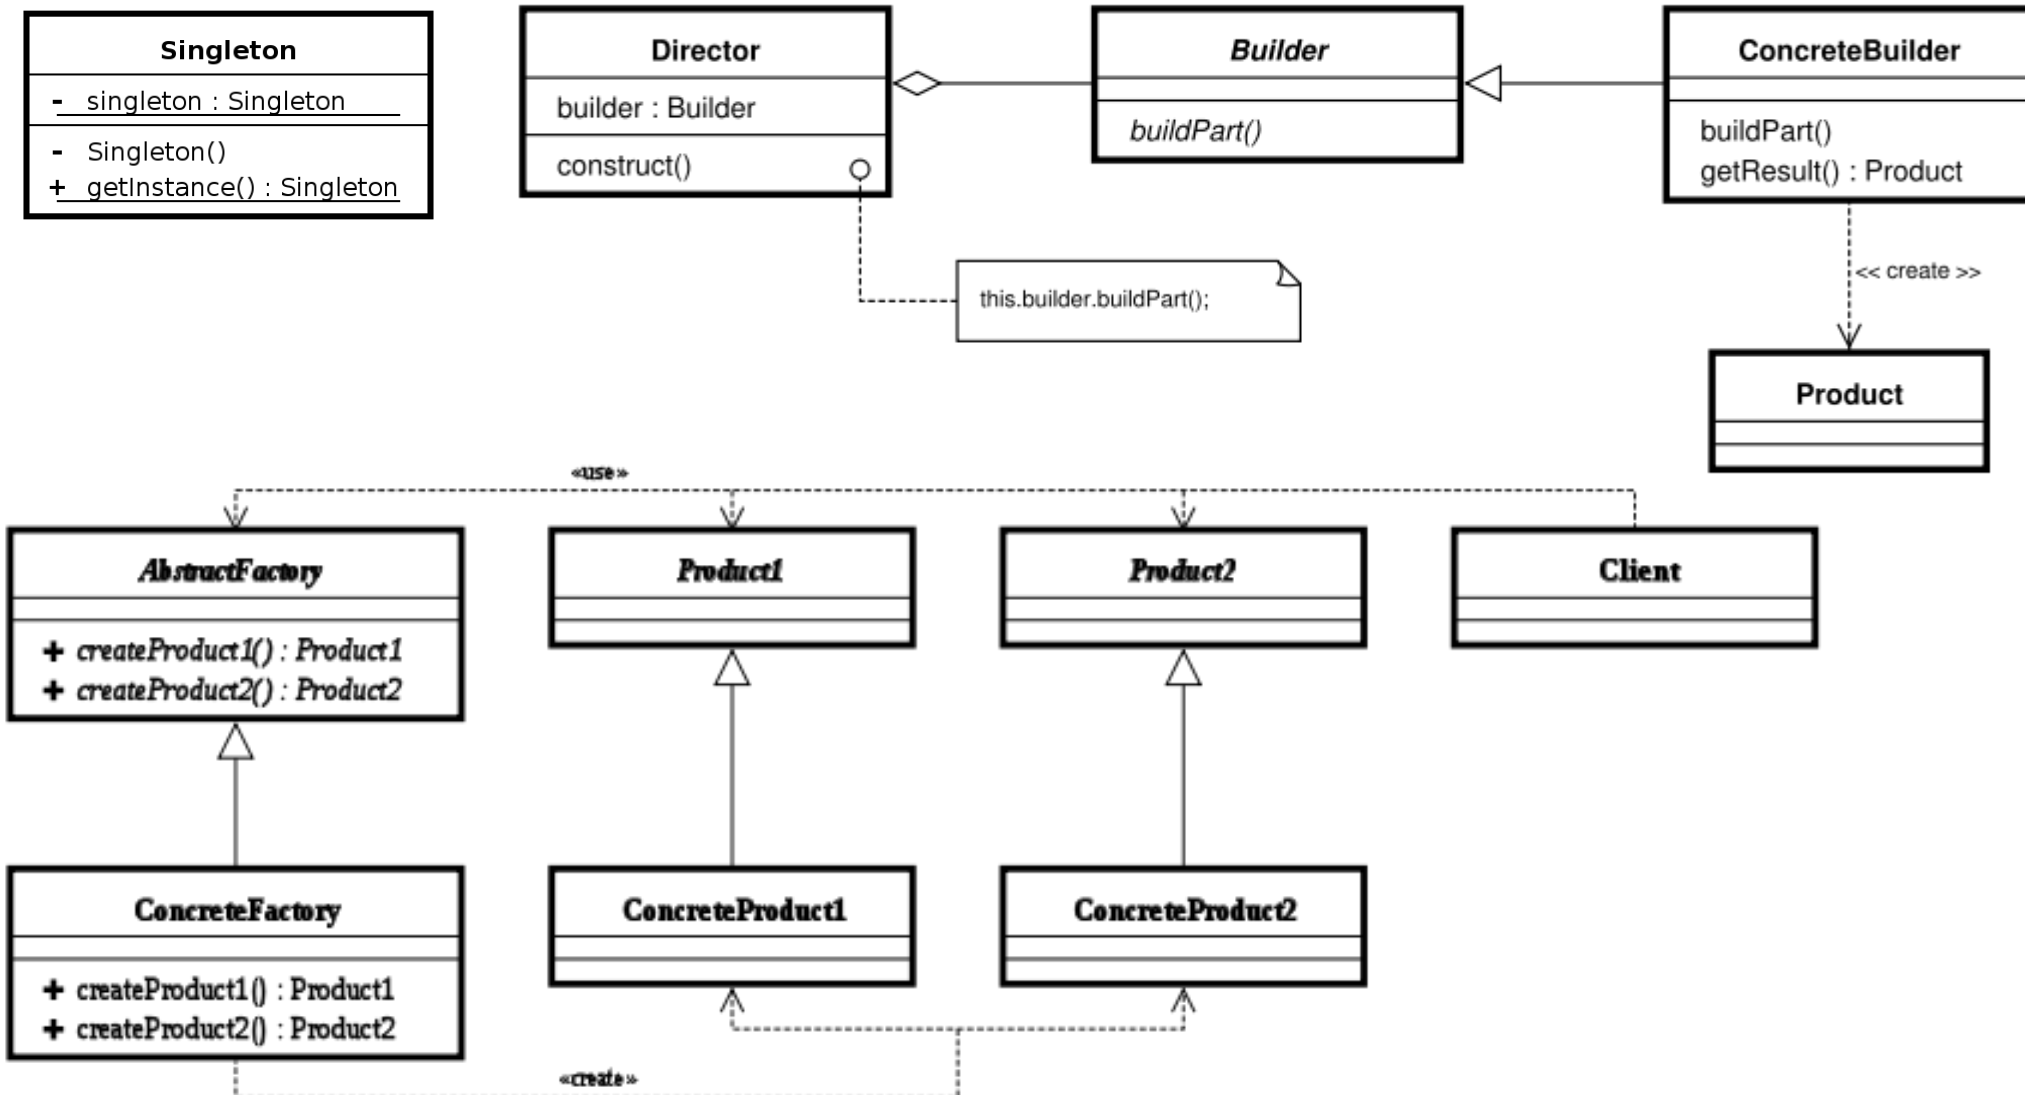 Singleton
- singleton : Singleton
- Singleton()
+ getInstance() : Singleton
Director
builder : Builder
construct()
Builder
buildPart()
ConcreteBuilder
buildPart()
getResult() : Product
this.builder.buildPart();
<< create >>
Product
«use»
AbstractFactory
+ createProduct1() : Product1
+ createProduct2() : Product2
Product1
Product2
Client
ConcreteFactory
+ createProduct1() : Product1
+ createProduct2() : Product2
ConcreteProduct1
ConcreteProduct2
«create»